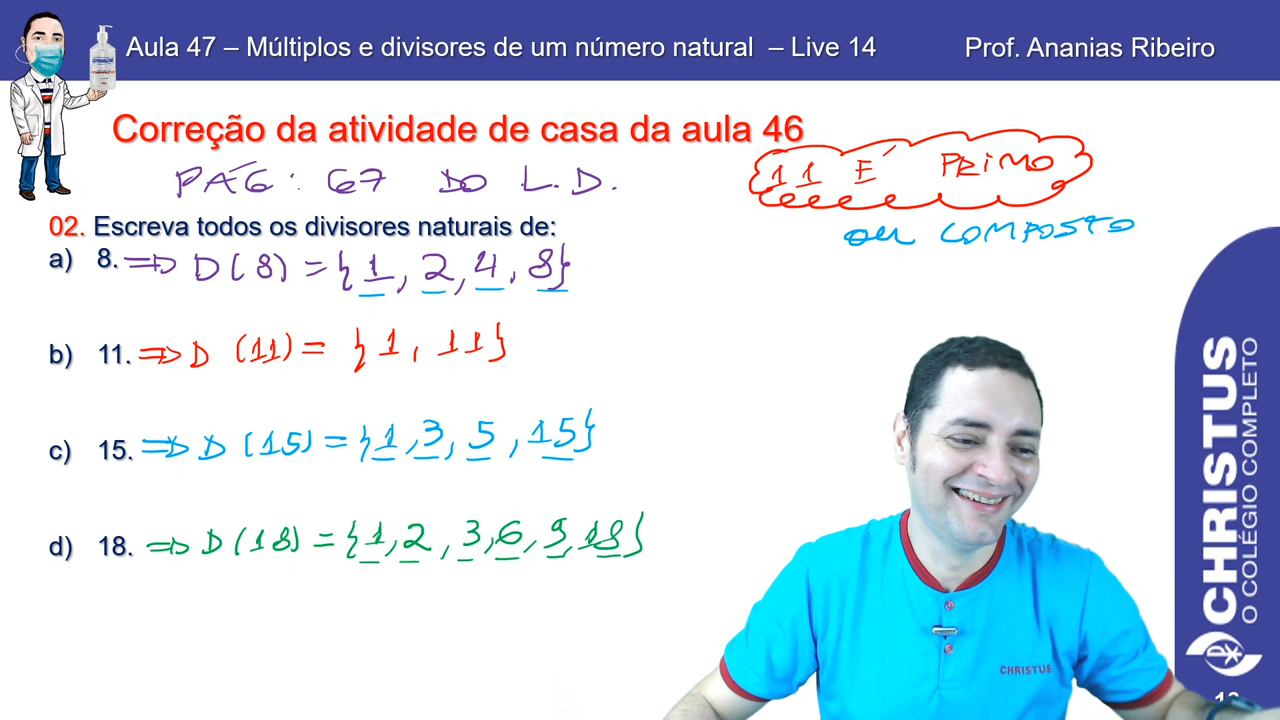 Aula 47 – Múltiplos e divisores de um número natural – Live 14 Prof. Ananias Ribeiro
Correção da atividade de casa da aula 46
PÁG: 67 DO L.D.
11 É PRIMO
ou COMPOSTO
02. Escreva todos os divisores naturais de:
a) 8. ⇒ D(8) = {1, 2, 4, 8}
b) 11. ⇒ D (11) = {1, 11}
c) 15. ⇒ D (15) = {1, 3, 5, 15}
d) 18. ⇒ D(18) = {1, 2, 3, 6, 9, 18}
CHRISTUS
O COLÉGIO COMPLETO
CHRISTUS